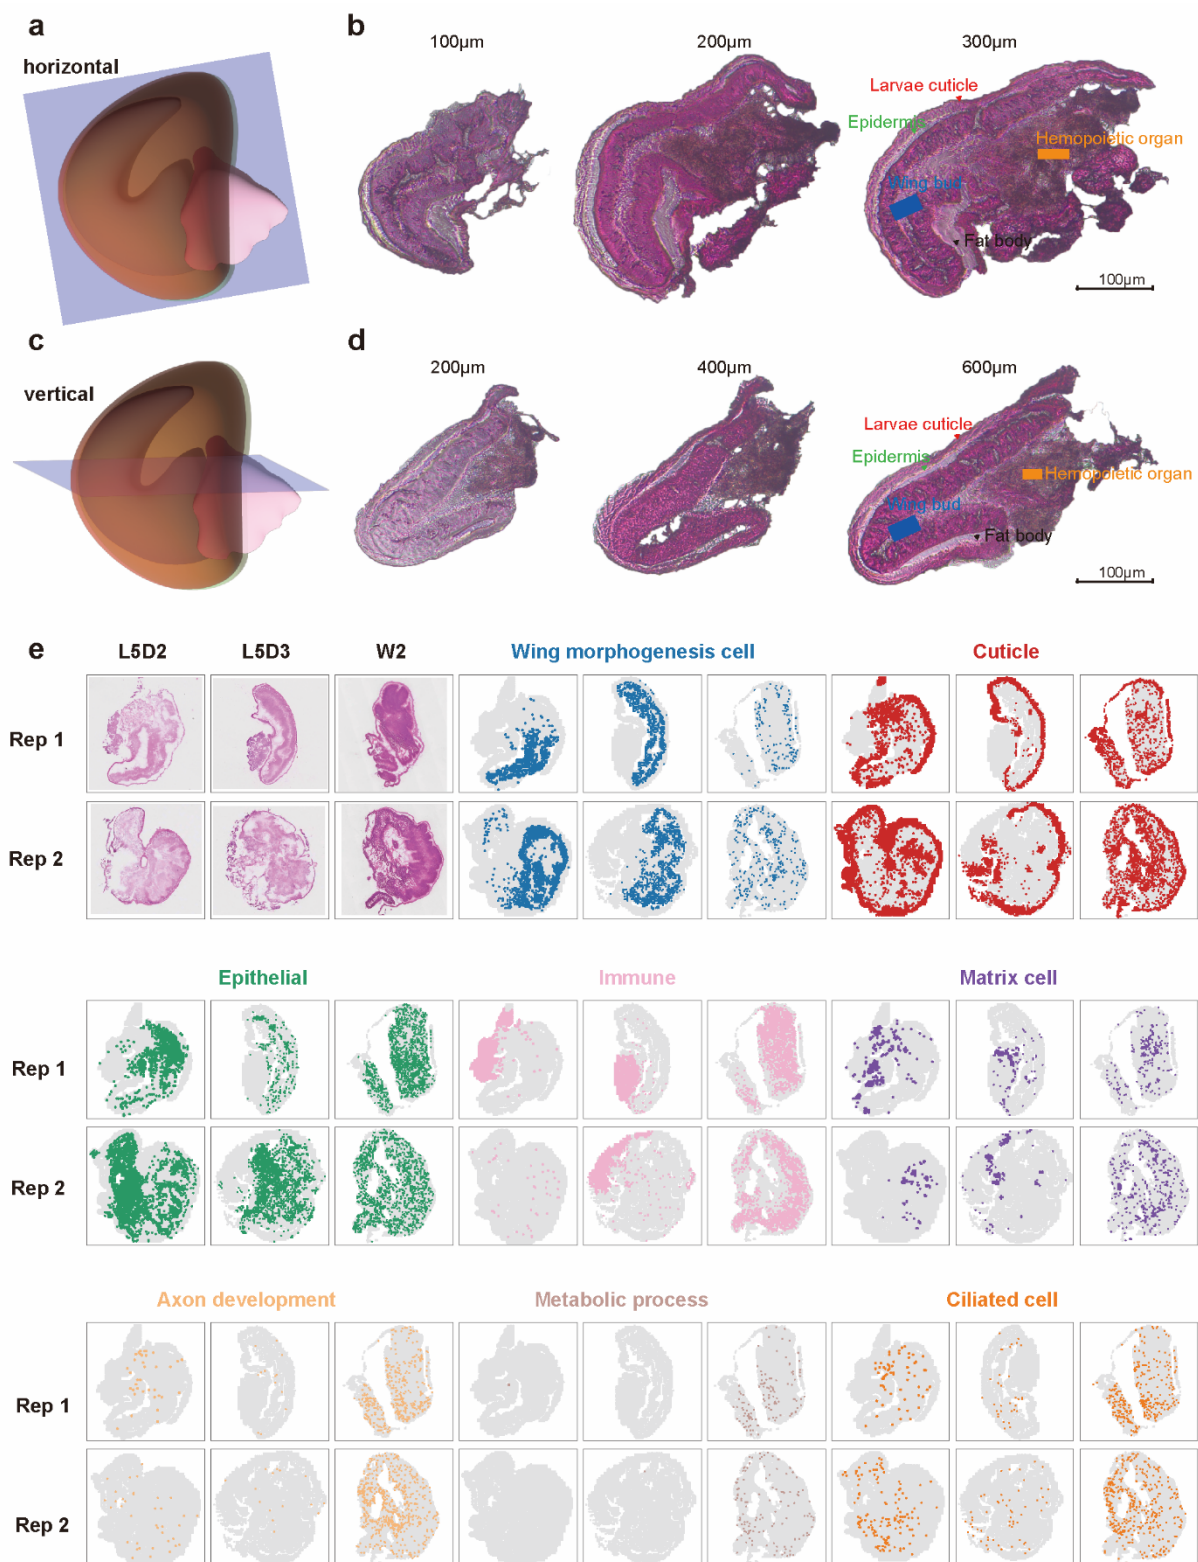 a
horizontal
b
100μm
200μm
300μm
Larvae cuticle
Epidermis
Hemopoietic organ
Wing bud
Fat body
100μm
c
vertical
d
200μm
400μm
600μm
Larvae cuticle
Epidermis
Hemopoletic organ
Wing bud
Fat body
100μm
e
L5D2
L5D3
W2
Wing morphogenesis cell
Cuticle
Rep 1
Rep 2
Epithelial
Immune
Matrix cell
Rep 1
Rep 2
Axon development
Metabolic process
Ciliated cell
Rep 1
Rep 2